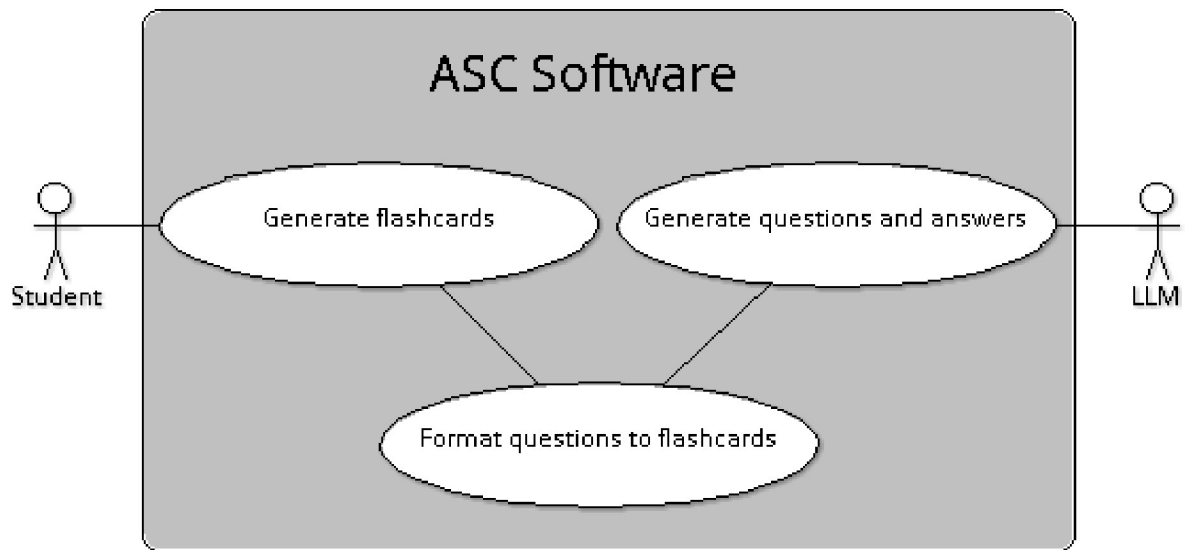 ASC Software
Generate flashcards
Generate questions and answers
Student
LLM
Format questions to flashcards